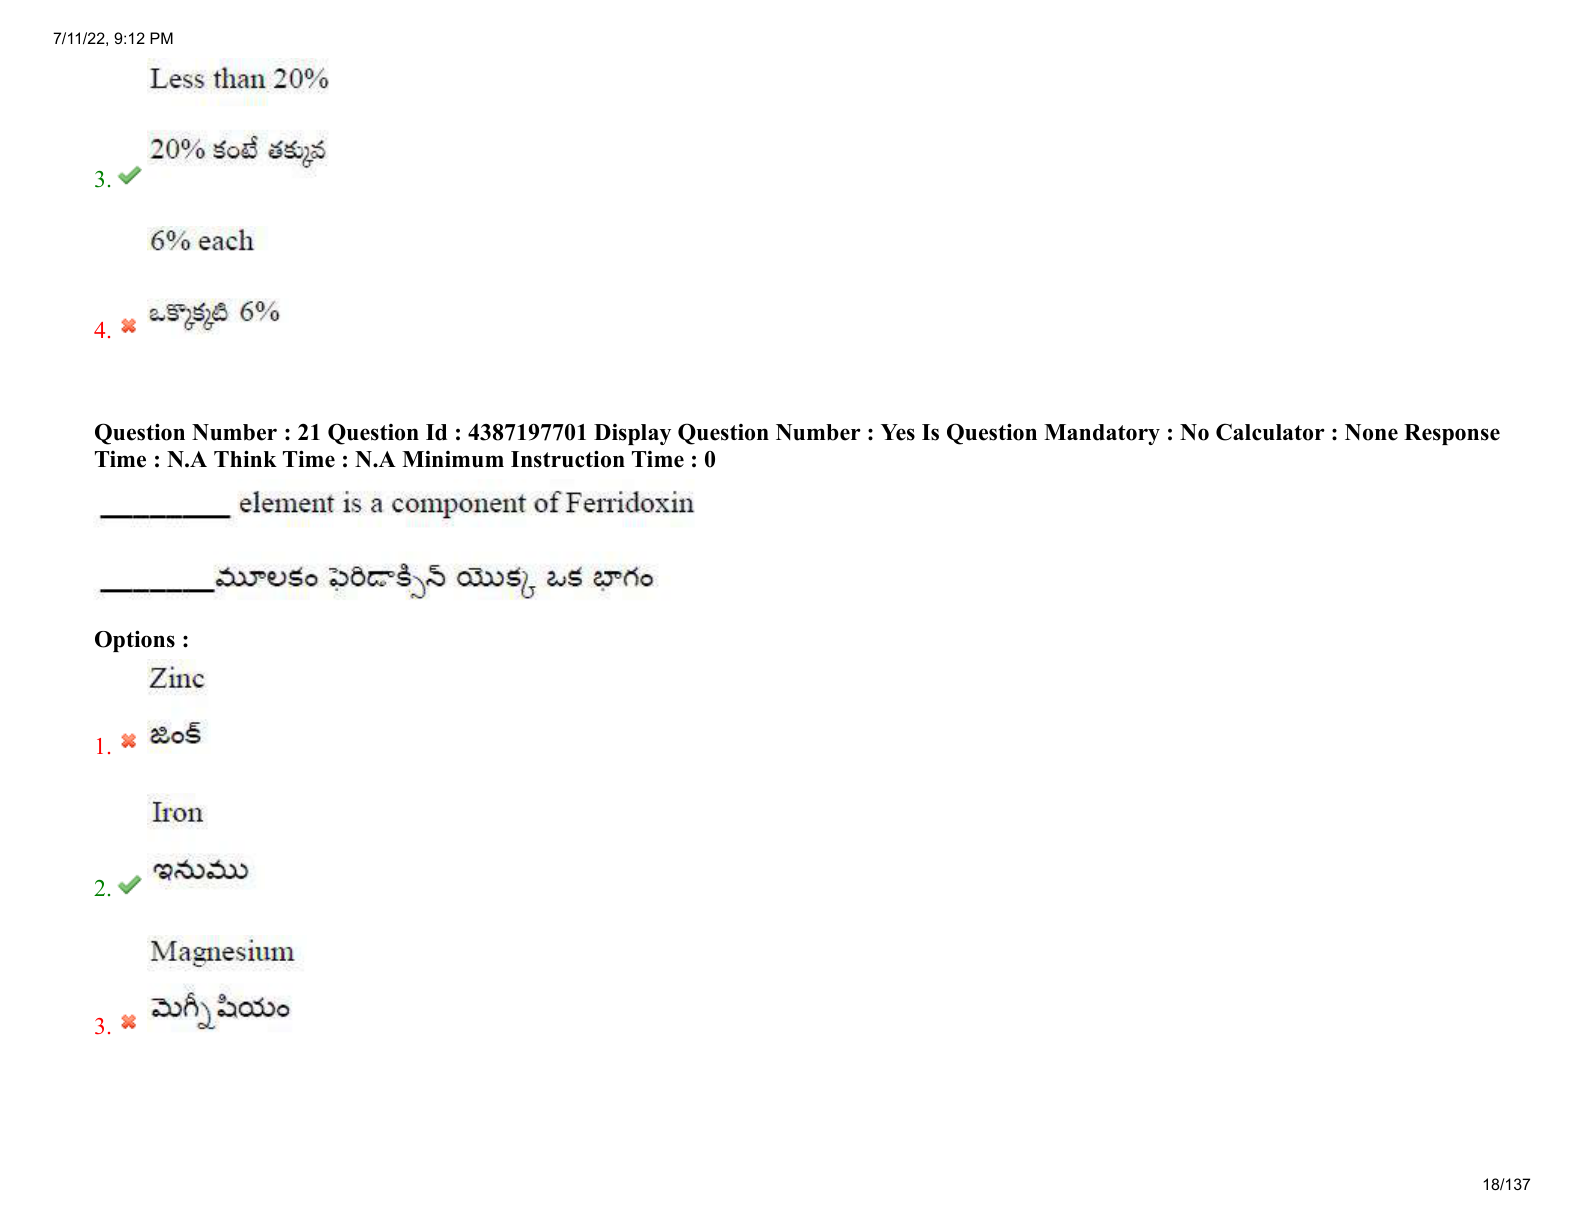 7/11/22, 9:12 PM
Less than 20%
20% కంటే తక్కువ
3.
6% each
ఒక్కొక్కటి 6%
4.
Question Number : 21 Question Id : 4387197701 Display Question Number : Yes Is Question Mandatory : No Calculator : None Response
Time : N.A Think Time : N.A Minimum Instruction Time : 0
________ element is a component of Ferridoxin
_______మూలకం ఫెరిడాక్సిన్ యొక్క ఒక భాగం
Options :
Zinc
జింక్
1.
Iron
ఇనుము
2.
Magnesium
మెగ్నీషియం
3.
18/137